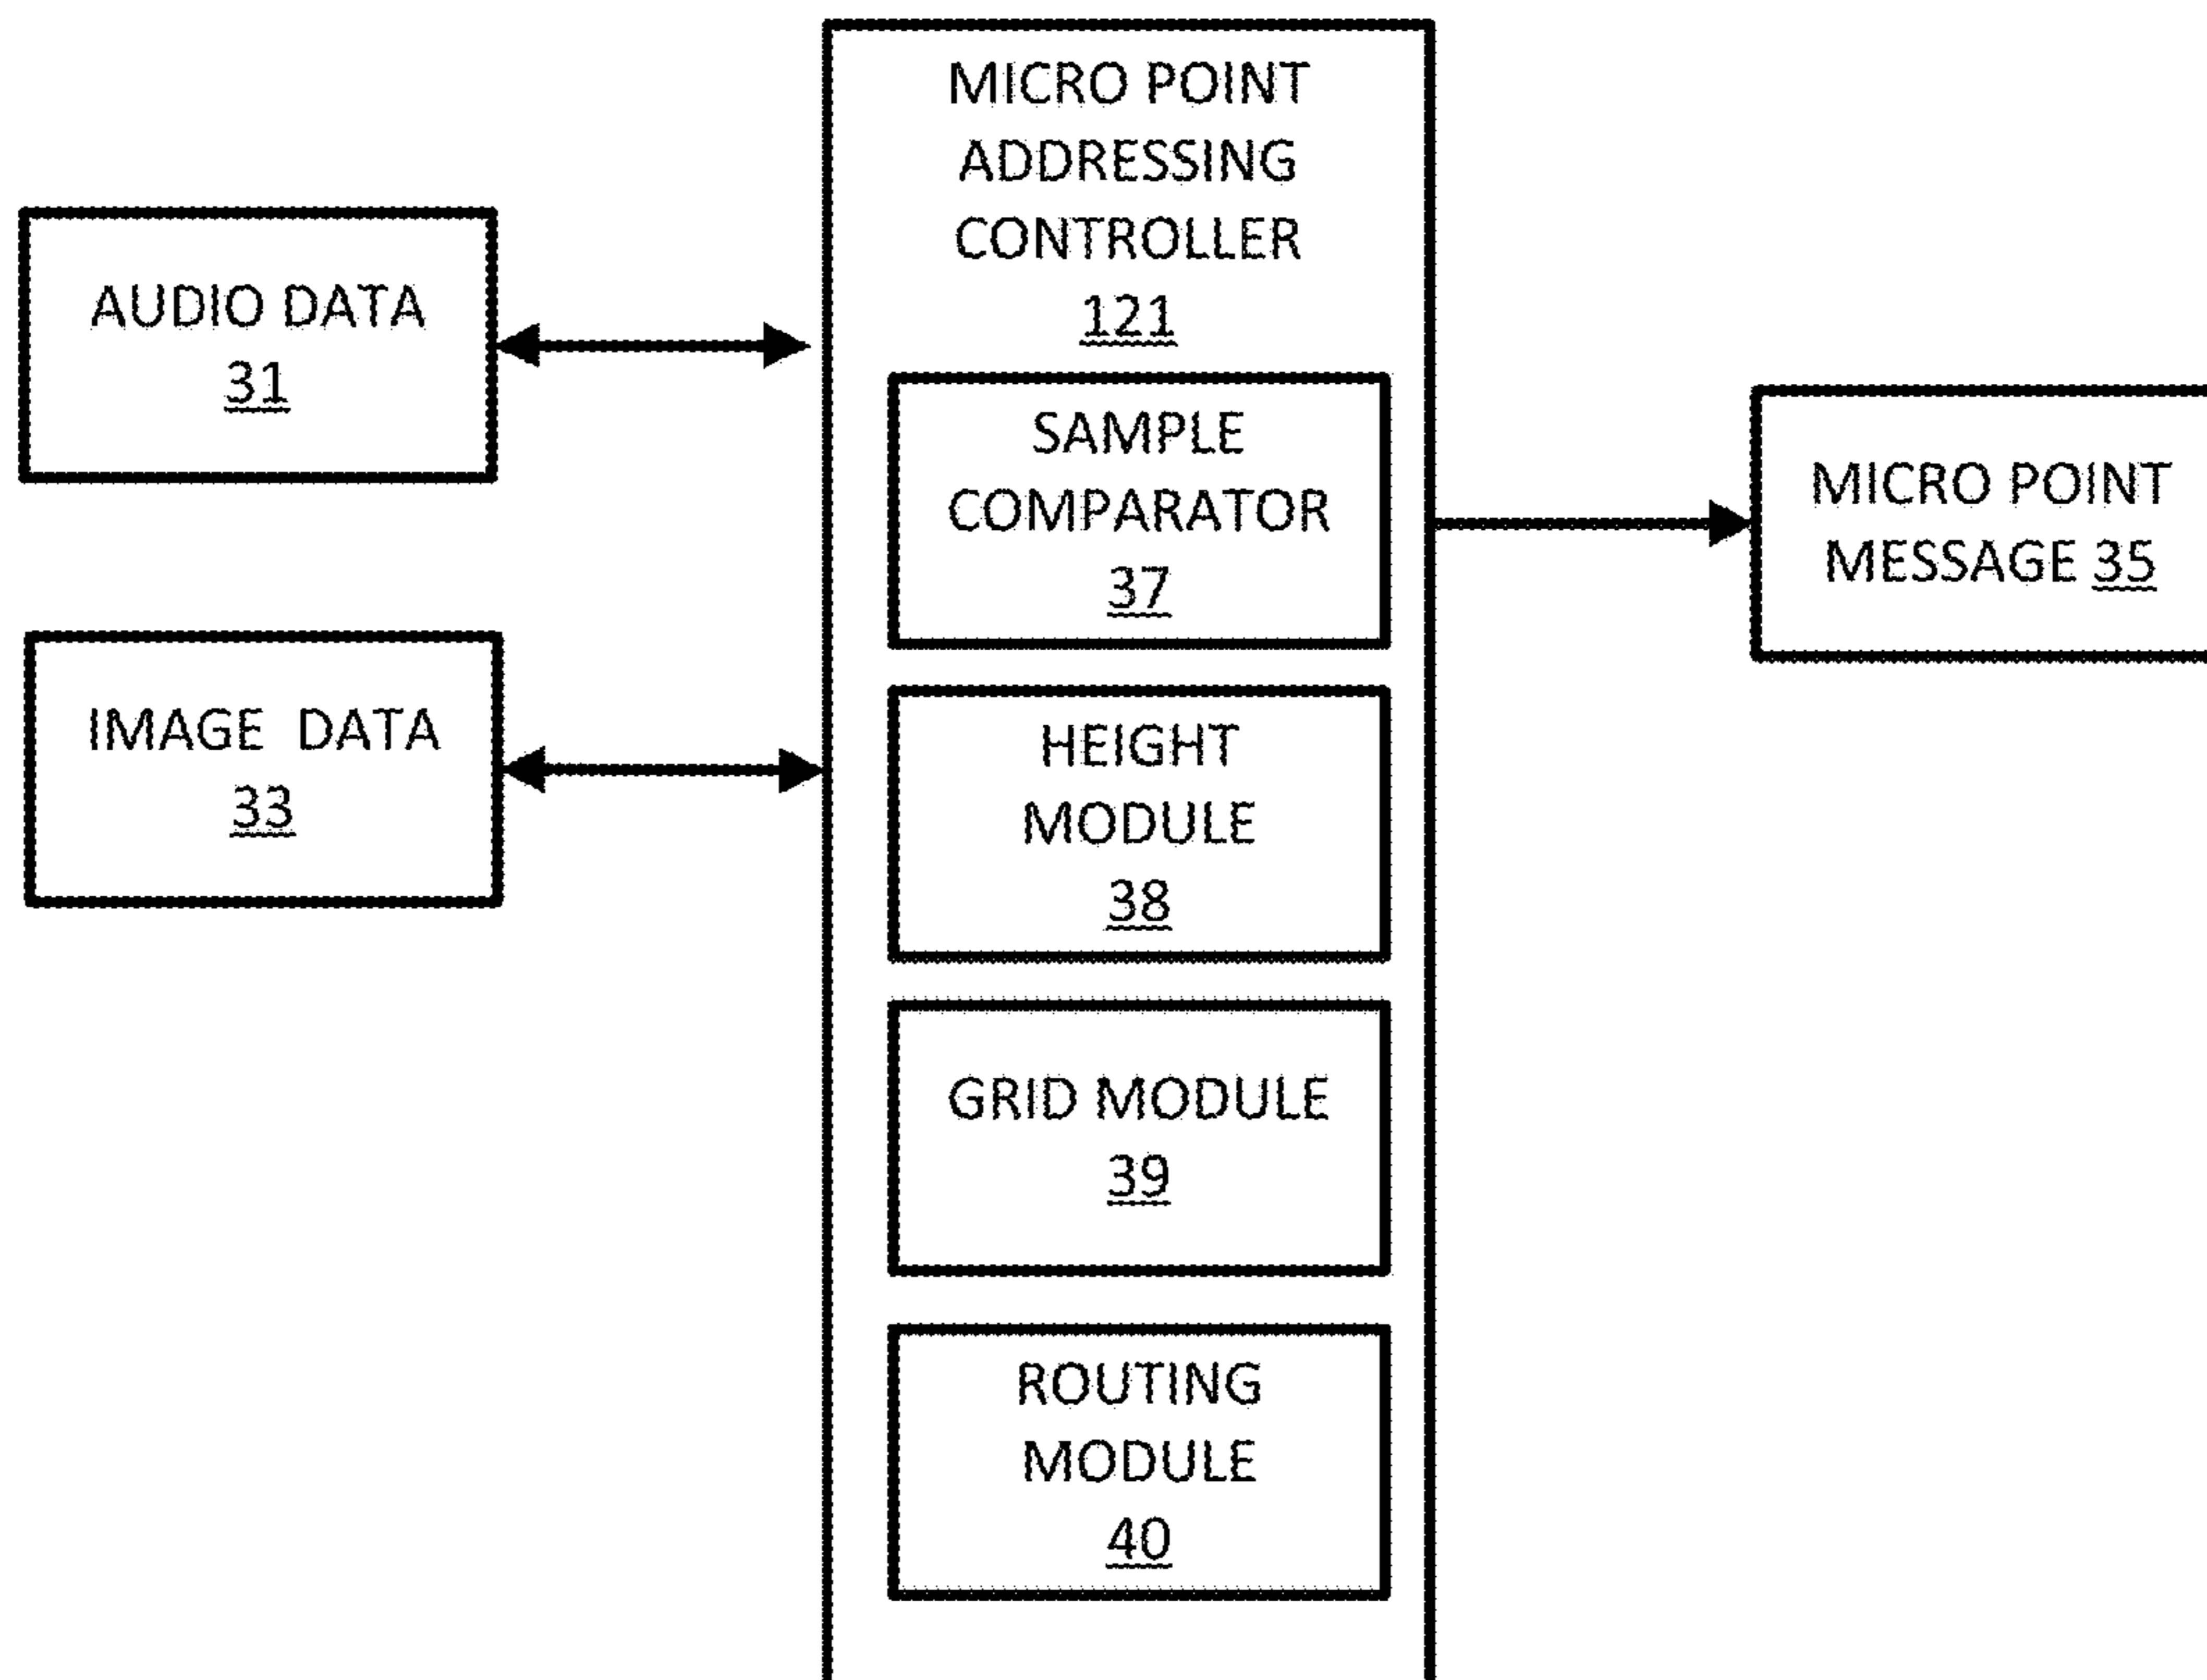 MICRO POINT
ADDRESSING
CONTROLLER
121
AUDIO DATA
31
SAMPLE
COMPARATOR
37
MICRO POINT
MESSAGE 35
IMAGE DATA
33
HEIGHT
MODULE
38
GRID MODULE
39
ROUTING
MODULE
40